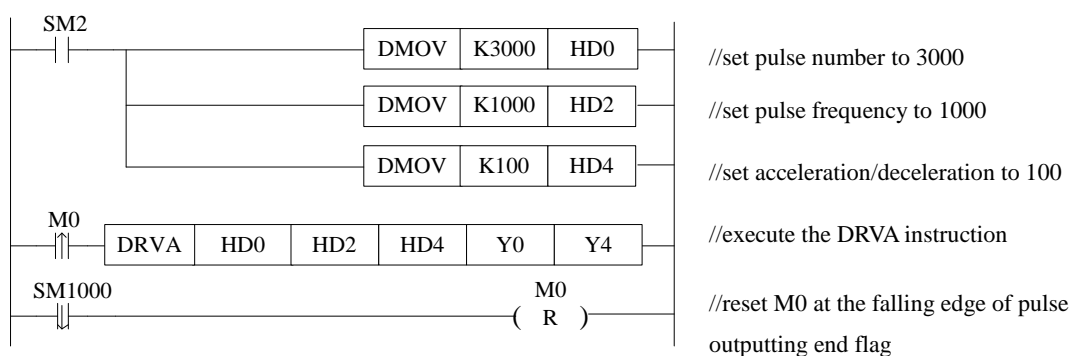 SM2
DMOV K3000 HD0 //set pulse number to 3000
DMOV K1000 HD2 //set pulse frequency to 1000
DMOV K100 HD4 //set acceleration/deceleration to 100
M0
DRVA HD0 HD2 HD4 Y0 Y4 //execute the DRVA instruction
SM1000 M0
( R ) //reset M0 at the falling edge of pulse
outputting end flag